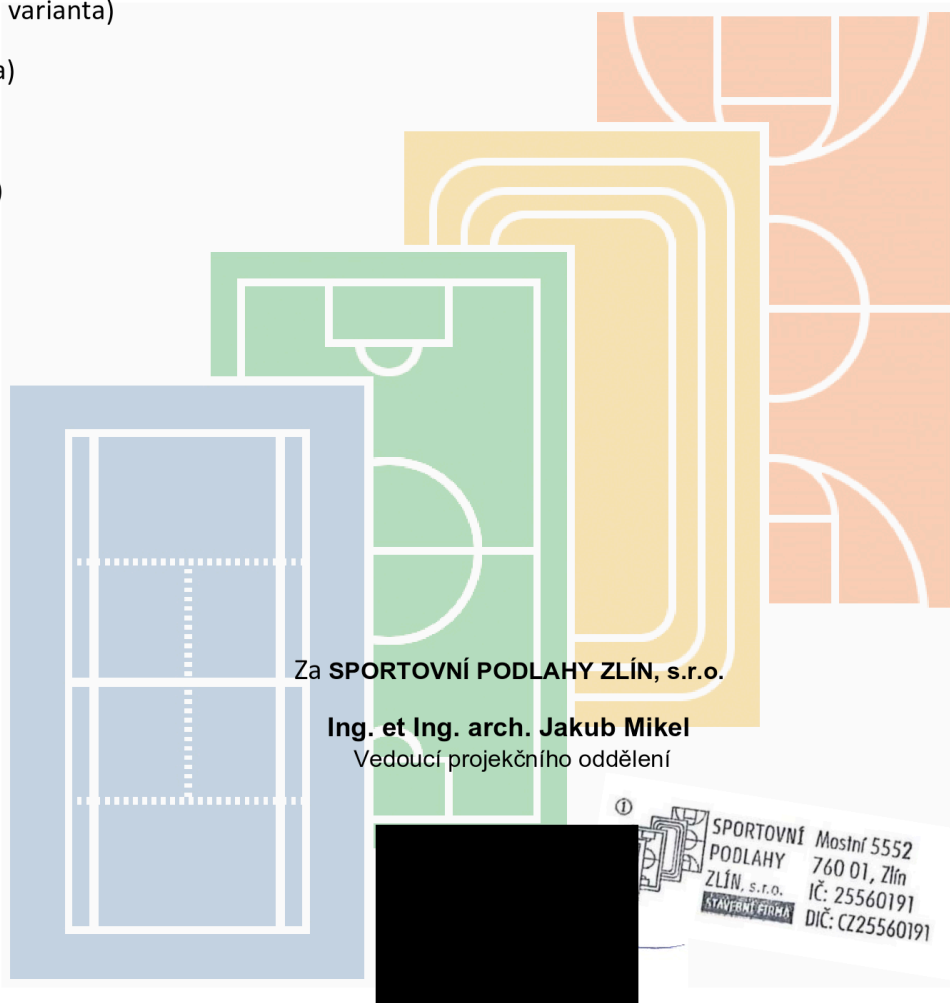 varianta)
a)
)
Za SPORTOVNÍ PODLAHY ZLÍN, s.r.o.
Ing. et Ing. arch. Jakub Mikel
Vedoucí projekčního oddělení
①
SPORTOVNÍ
PODLAHY
ZLÍN, s.r.o.
STAVEBNÍ FIRMA
Mostní 5552
760 01, Zlín
IČ: 25560191
DIČ: CZ25560191